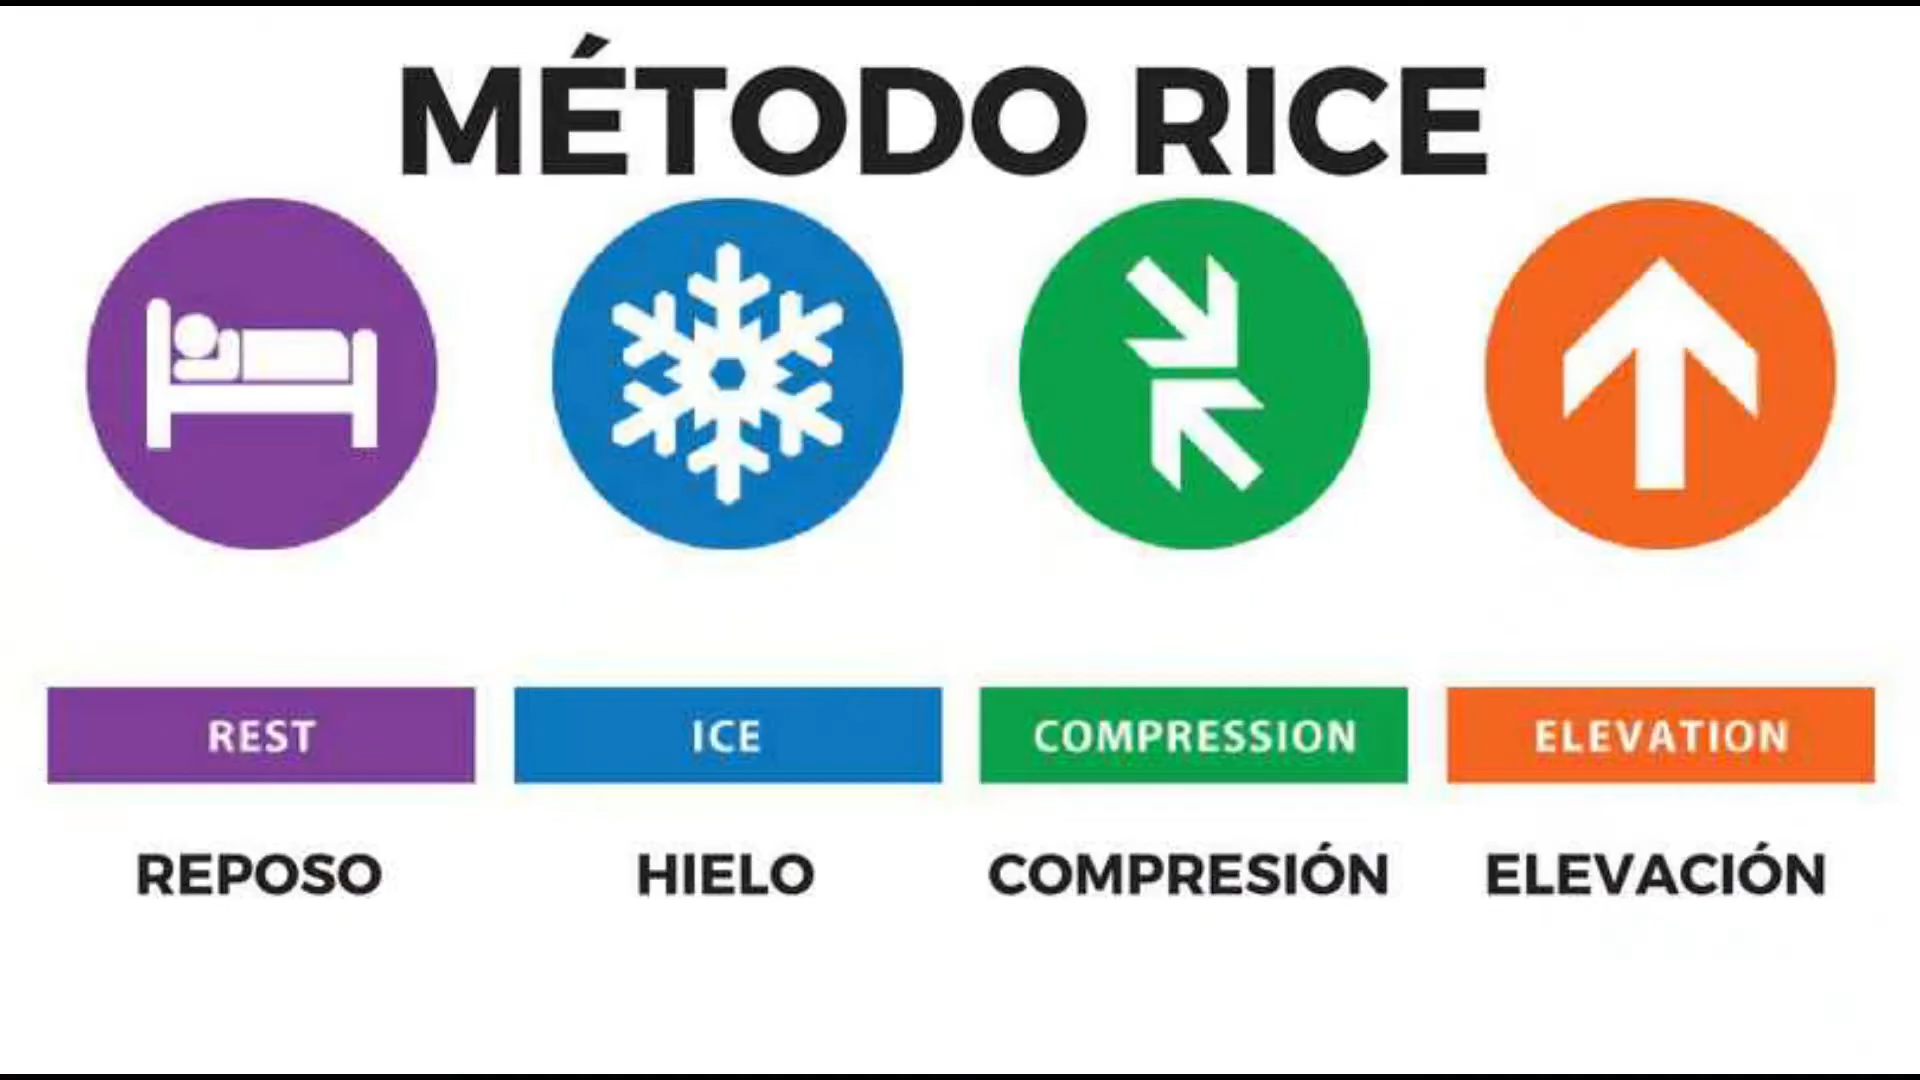 MÉTODO RICE
REST
ICE
COMPRESSION
ELEVATION
REPOSO
HIELO
COMPRESIÓN
ELEVACIÓN